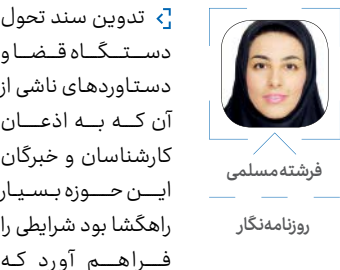 تدوین سند تحول
دستگاه قضا و
دستاوردهای ناشی از
آن که به اذعان
کارشناسان و خبرگان
این حوزه بسیار
راهگشا بود شرایطی را
فراهم آورد که
فرشته مسلمی
روزنامه‌نگار